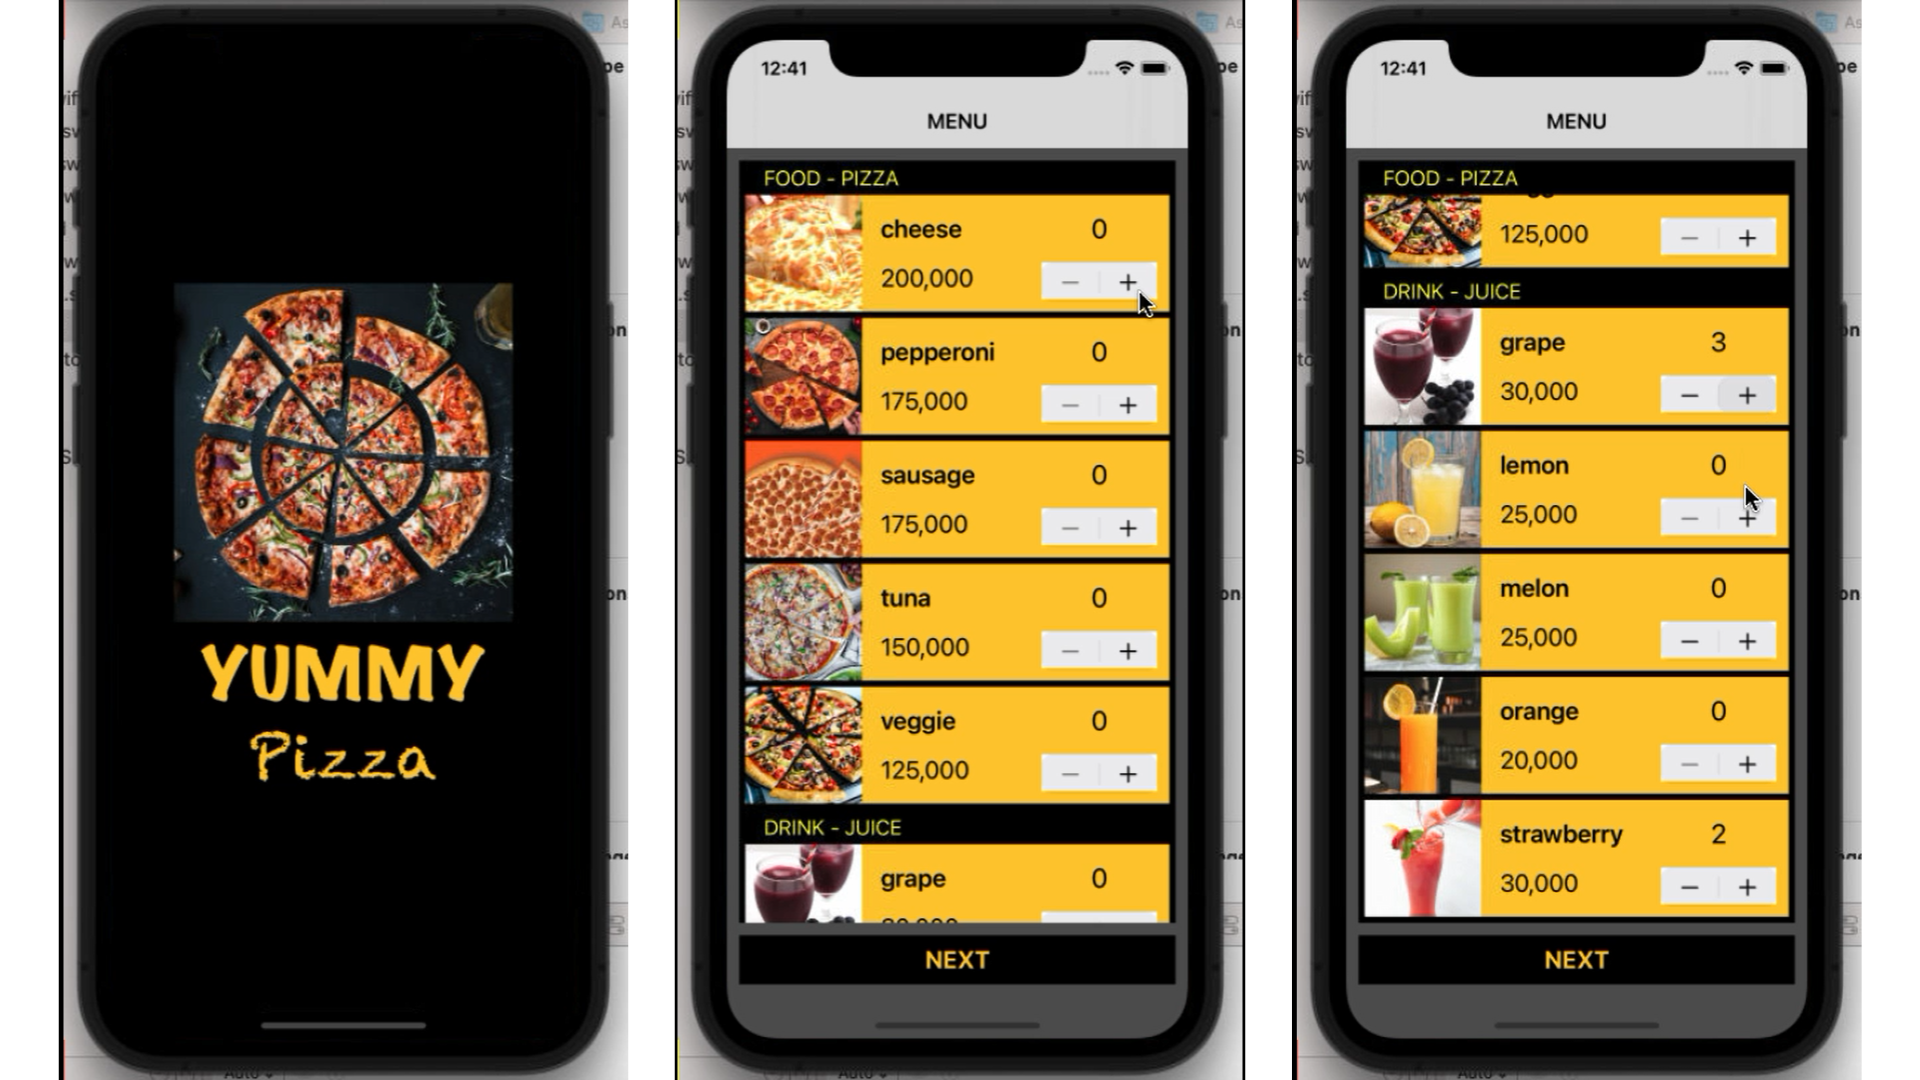 YUMMY
Pizza
12:41
MENU
FOOD - PIZZA
cheese 0
200,000 − +
pepperoni 0
175,000 − +
sausage 0
175,000 − +
tuna 0
150,000 − +
veggie 0
125,000 − +
DRINK - JUICE
grape 0
NEXT
12:41
MENU
FOOD - PIZZA
125,000 − +
DRINK - JUICE
grape 3
30,000 − +
lemon 0
25,000 − +
melon 0
25,000 − +
orange 0
20,000 − +
strawberry 2
30,000 − +
NEXT